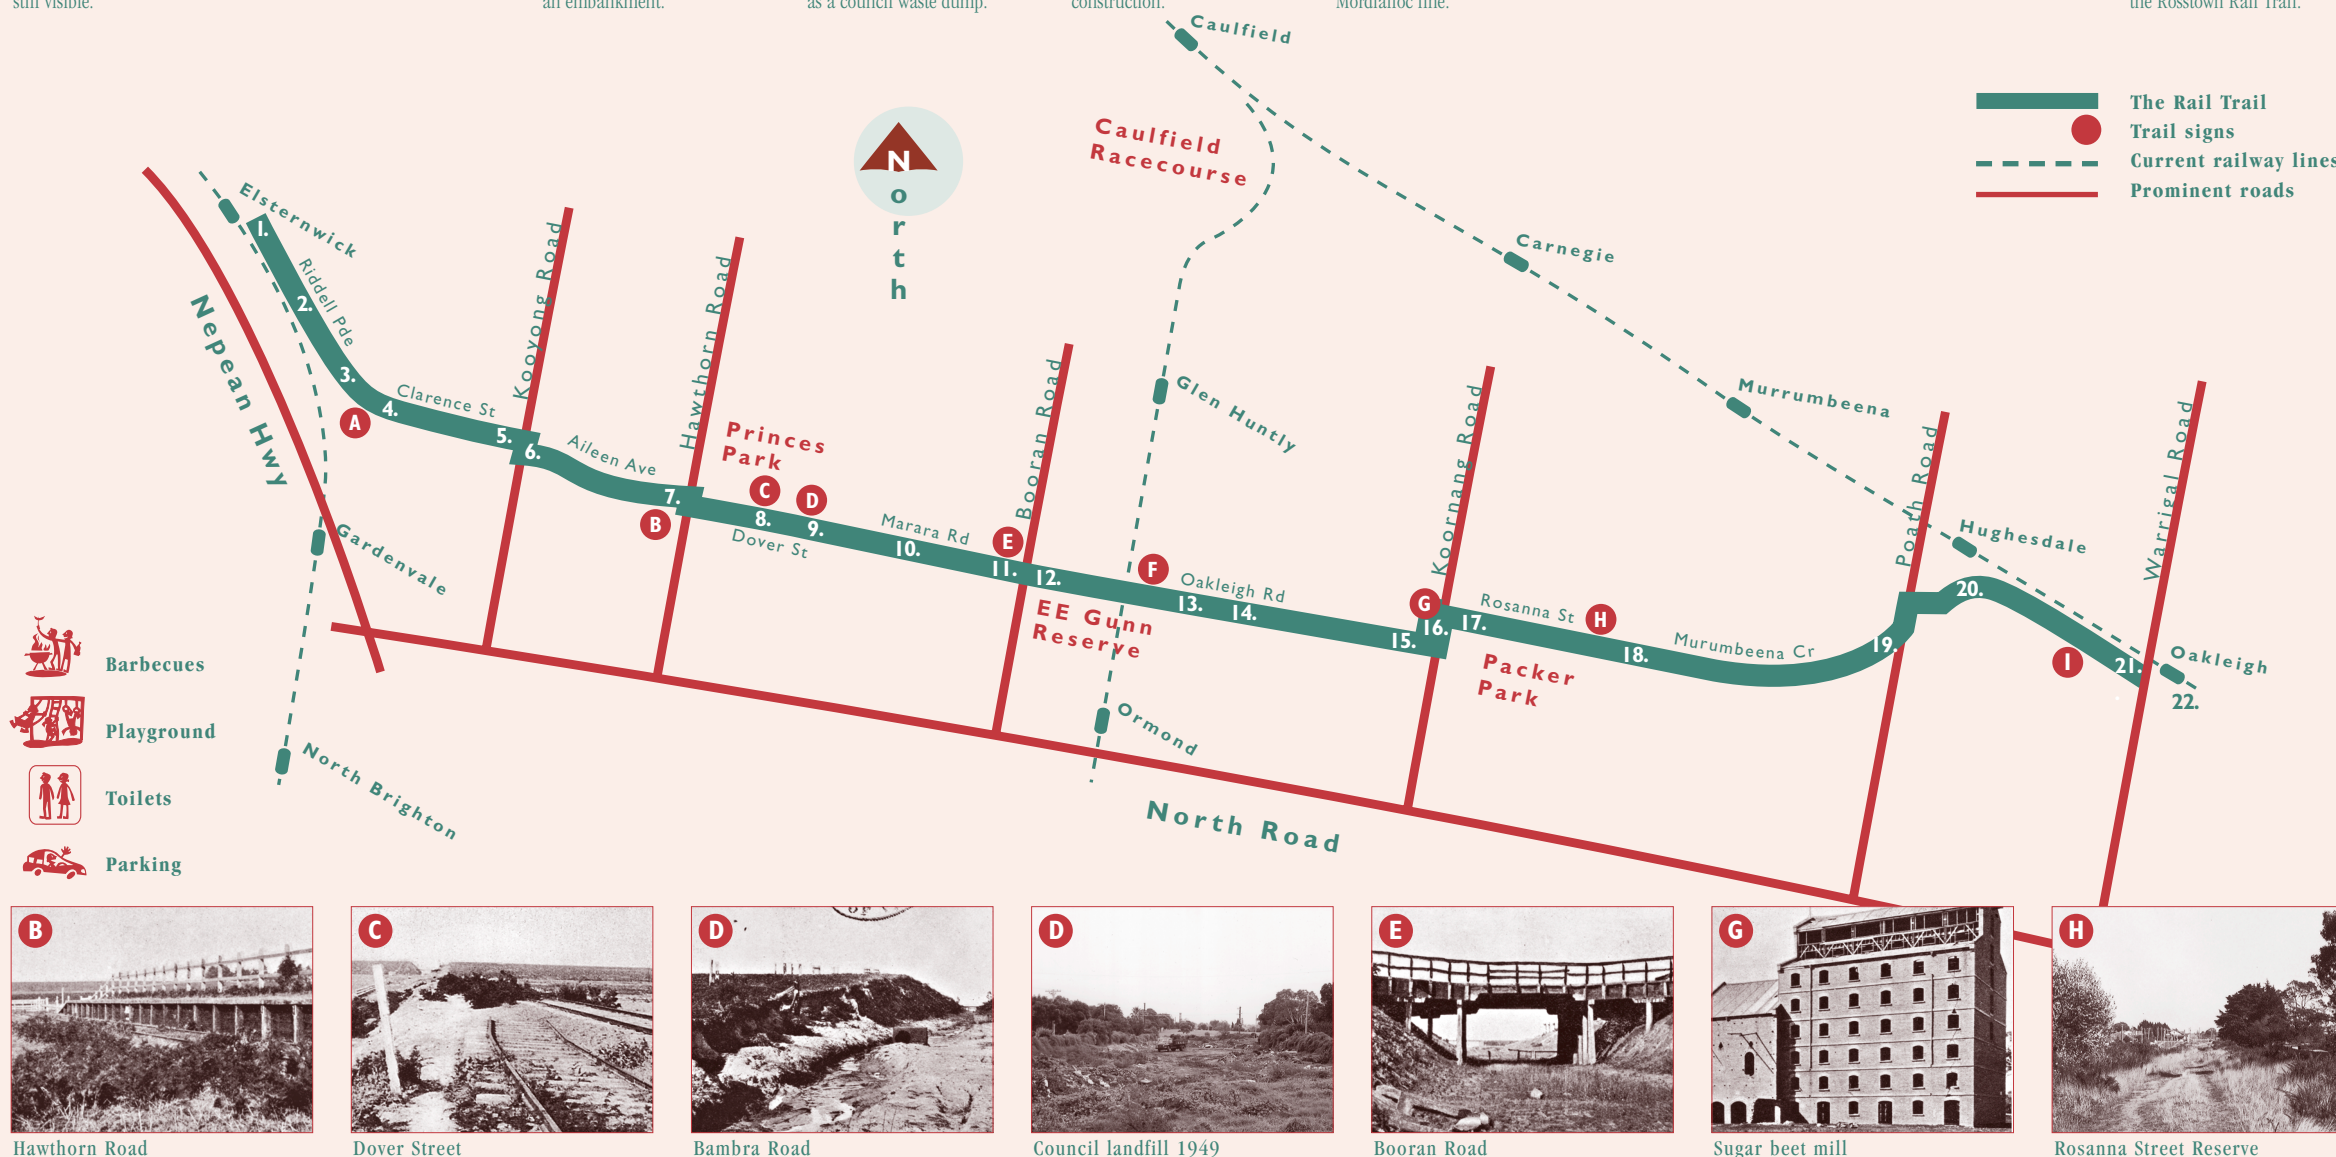 still visible.
an embankment.
as a council waste dump.
construction.
Mordialloc line.
the Rosstown Rail Trail.
Caulfield
The Rail Trail
Trail signs
Current railway lines
Prominent roads
North
Caulfield
Racecourse
Elsternwick
1.
Riddell Pde
2.
3.
Nepean Hwy
Clarence St
4.
A
5.
6.
Kooyong Road
Aileen Ave
Hawthorn Road
7.
B
Princes
Park
C
D
8.
9.
Dover St
Marara Rd
10.
E
11.
12.
Booran Road
Glen Huntly
EE Gunn
Reserve
F
Oakleigh Rd
13.
14.
15.
G
16.
17.
Koornang Road
Rosanna St
H
Packer
Park
18.
Murumbeena Cr
19.
Carnegie
Murrumbeena
Poath Road
Hughesdale
20.
Warrigal Road
I
21.
Oakleigh
22.
Gardenvale
North Brighton
Ormond
North Road
Barbecues
Playground
Toilets
Parking
B
C
D
D
E
G
H
OF
Hawthorn Road
Dover Street
Bambra Road
Council landfill 1949
Booran Road
Sugar beet mill
Rosanna Street Reserve